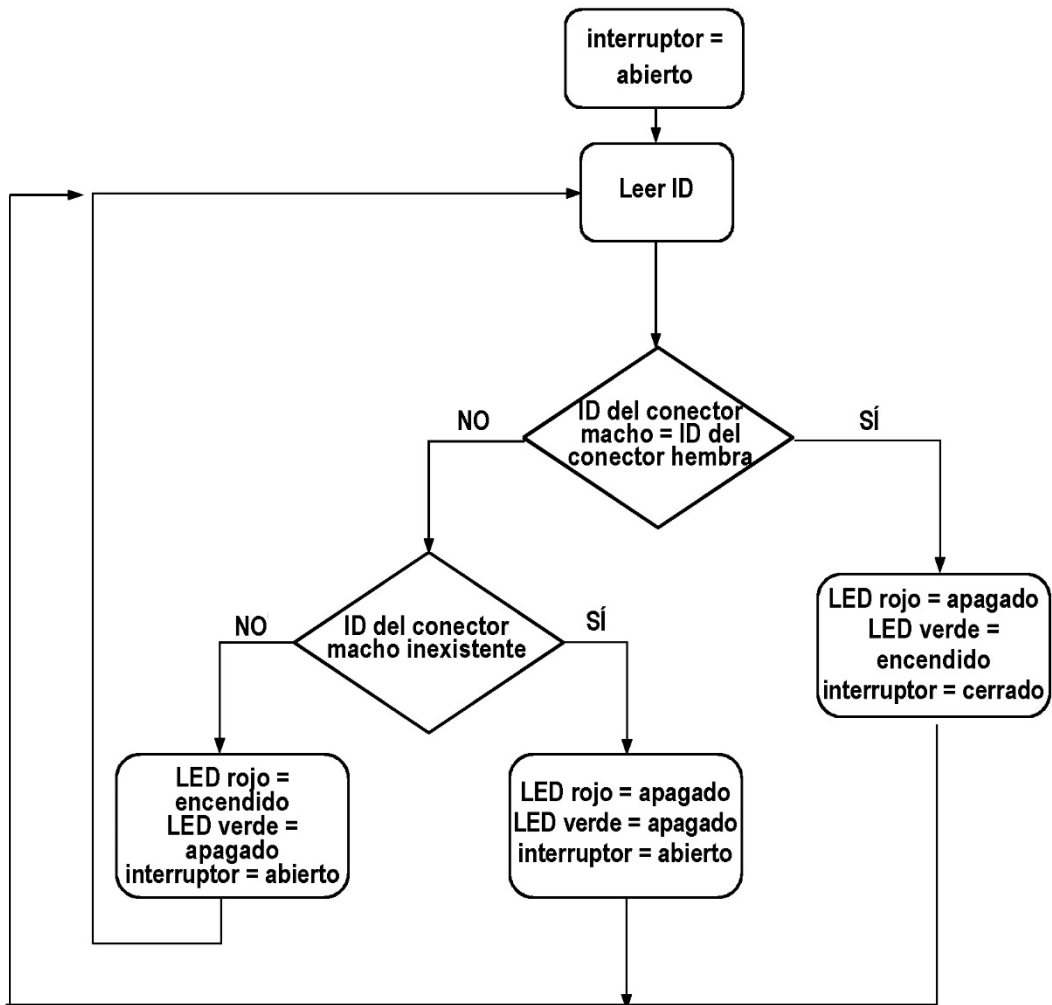 interruptor =
abierto
Leer ID
NO
ID del conector
macho = ID del
conector hembra
SÍ
NO
ID del conector
macho inexistente
SÍ
LED rojo = apagado
LED verde =
encendido
interruptor = cerrado
LED rojo =
encendido
LED verde =
apagado
interruptor = abierto
LED rojo = apagado
LED verde = apagado
interruptor = abierto